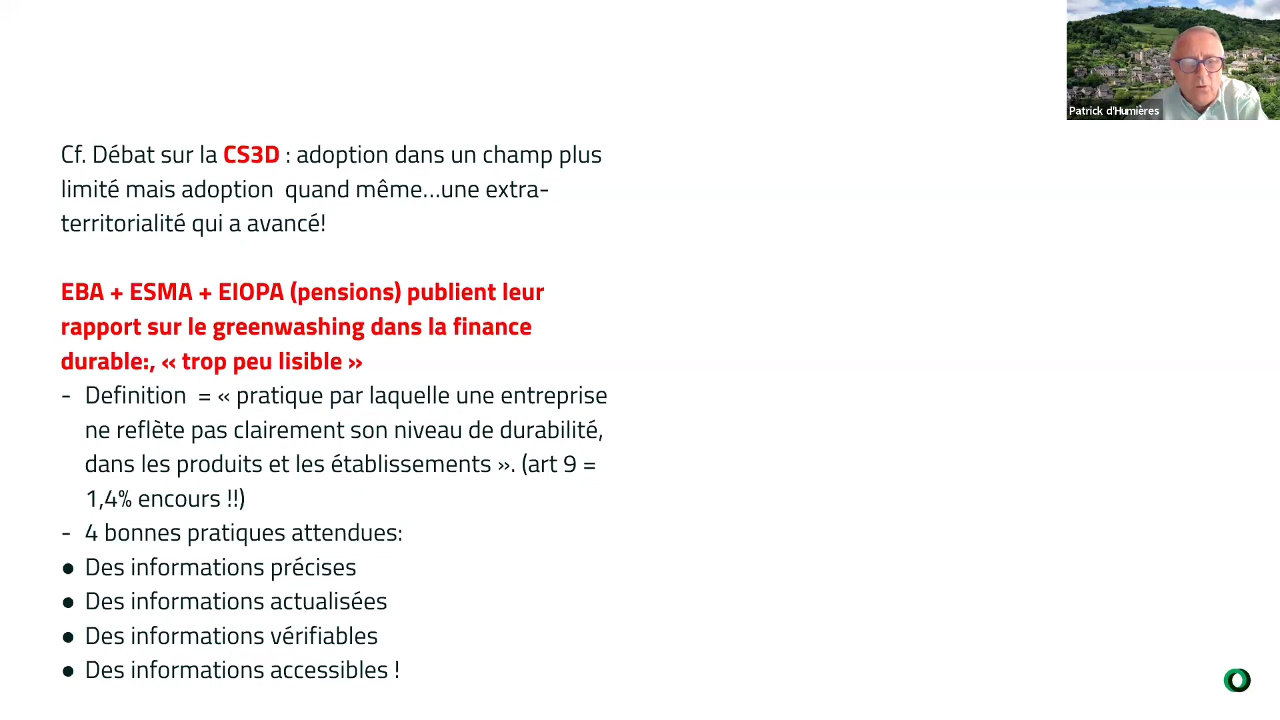 Patrick d'Humières
Cf. Débat sur la CS3D : adoption dans un champ plus
limité mais adoption  quand même...une extra-
territorialité qui a avancé!
EBA + ESMA + EIOPA (pensions) publient leur
rapport sur le greenwashing dans la finance
durable:, « trop peu lisible »
- Definition  = « pratique par laquelle une entreprise
ne reflète pas clairement son niveau de durabilité,
dans les produits et les établissements ». (art 9 =
1,4% encours !!)
- 4 bonnes pratiques attendues:
● Des informations précises
● Des informations actualisées
● Des informations vérifiables
● Des informations accessibles !